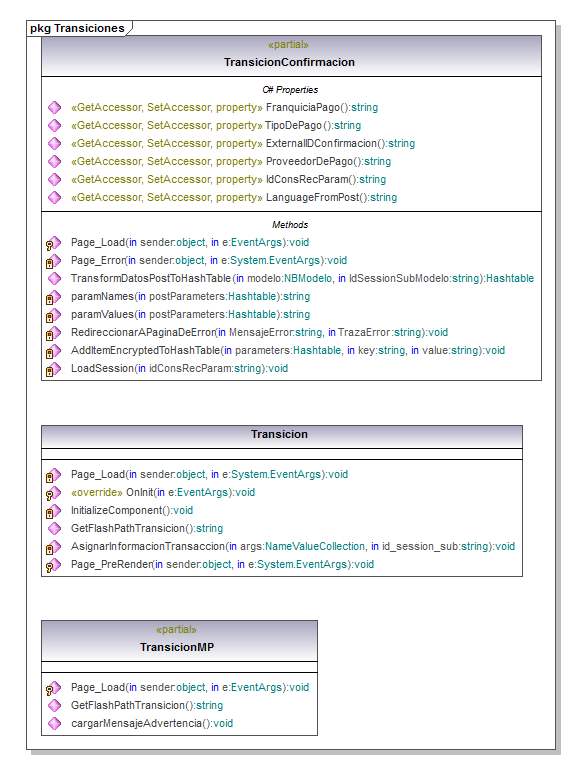 pkg Transiciones
«partial»
TransicionConfirmacion
C# Properties
«GetAccessor, SetAccessor, property» FranquiciaPago():string
«GetAccessor, SetAccessor, property» TipoDePago():string
«GetAccessor, SetAccessor, property» ExternalIDConfirmacion():string
«GetAccessor, SetAccessor, property» ProveedorDePago():string
«GetAccessor, SetAccessor, property» IdConsRecParam():string
«GetAccessor, SetAccessor, property» LanguageFromPost():string
Methods
Page_Load(in sender:object, in e:EventArgs):void
Page_Error(in sender:object, in e:System.EventArgs):void
TransformDatosPostToHashTable(in modelo:NBModelo, in IdSessionSubModelo:string):Hashtable
paramNames(in postParameters:Hashtable):string
paramValues(in postParameters:Hashtable):string
RedireccionarAPaginaDeError(in MensajeError:string, in TrazaError:string):void
AddItemEncryptedToHashTable(in parameters:Hashtable, in key:string, in value:string):void
LoadSession(in idConsRecParam:string):void
Transicion
Page_Load(in sender:object, in e:System.EventArgs):void
«override» OnInit(in e:EventArgs):void
InitializeComponent():void
GetFlashPathTransicion():string
AsignarInformacionTransaccion(in args:NameValueCollection, in id_session_sub:string):void
Page_PreRender(in sender:object, in e:System.EventArgs):void
«partial»
TransicionMP
Page_Load(in sender:object, in e:EventArgs):void
GetFlashPathTransicion():string
cargarMensajeAdvertencia():void